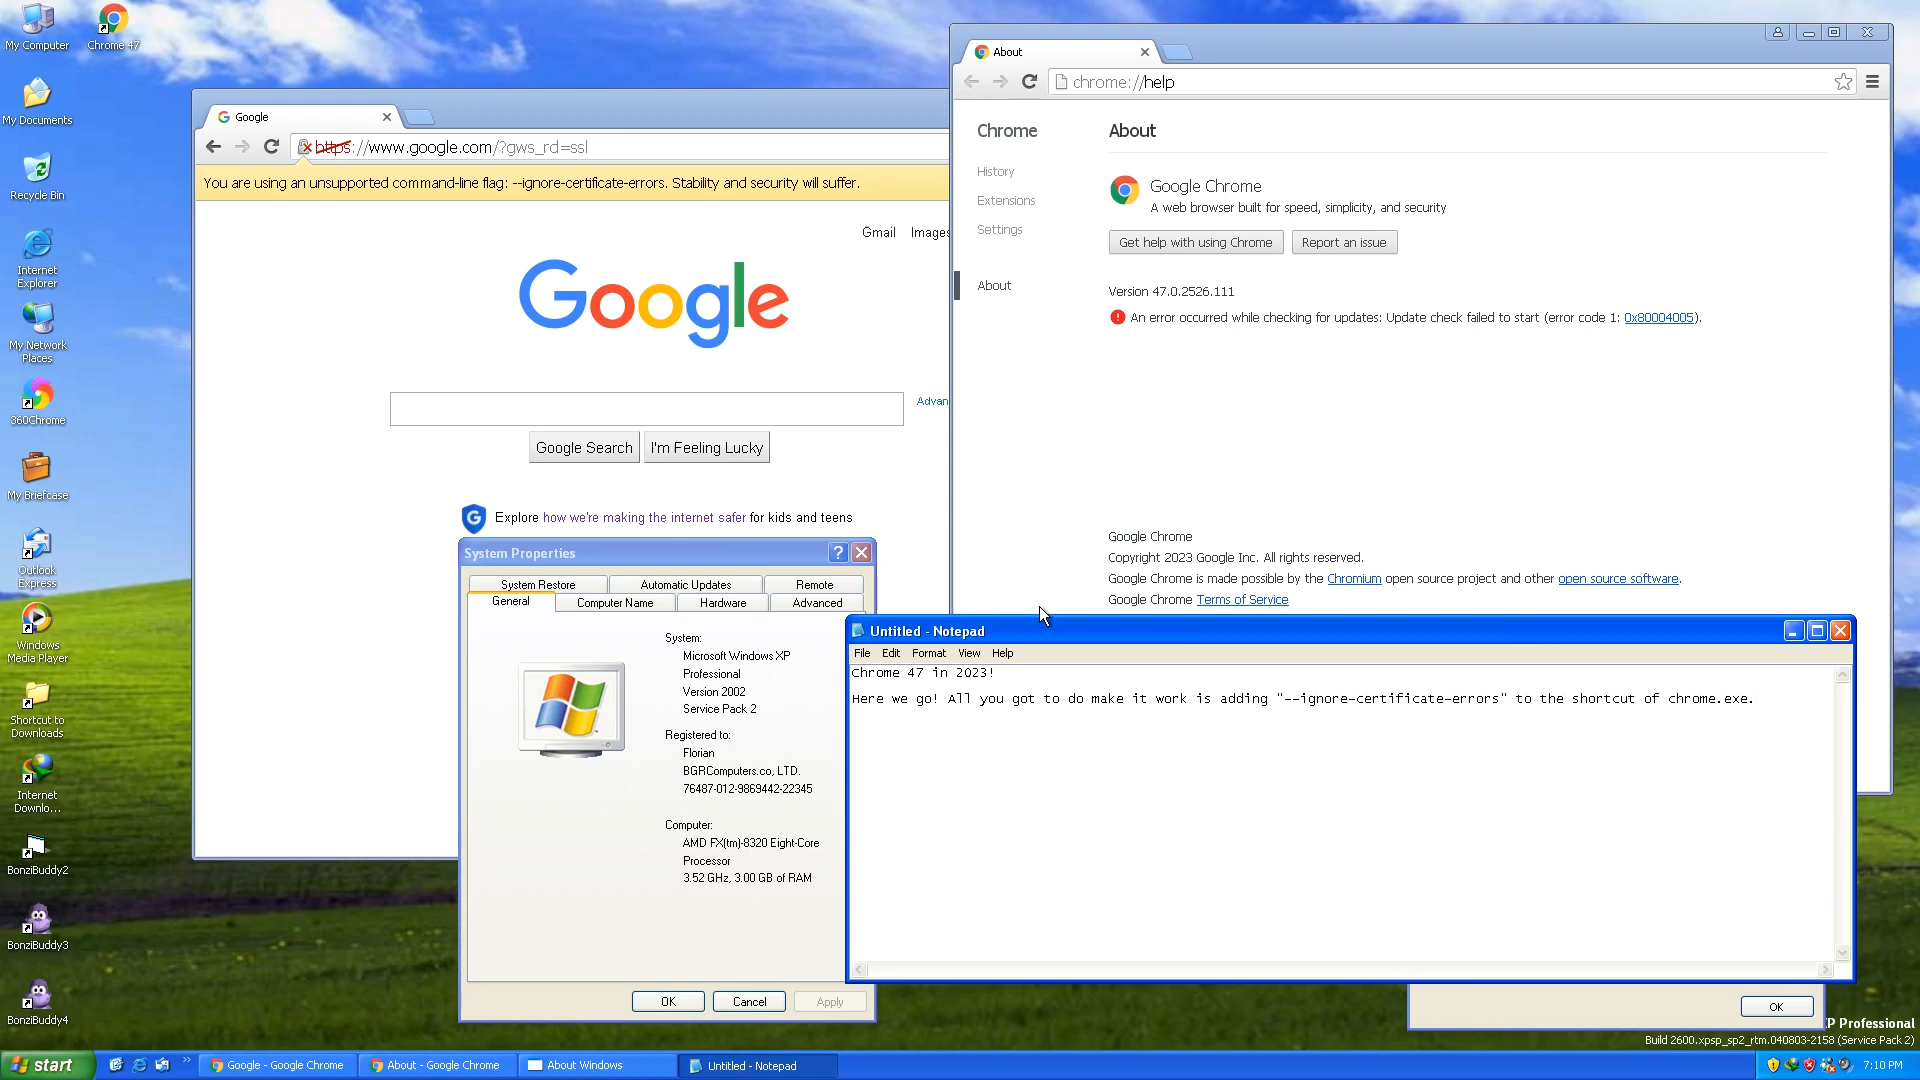 My Computer
Chrome 47
My Documents
Recycle Bin
Internet
Explorer
My Network
Places
360Chrome
My Briefcase
Outlook
Express
Windows
Media Player
Shortcut to
Downloads
Internet
Downlo...
BonziBuddy2
BonziBuddy3
BonziBuddy4
Google
https://www.google.com/?gws_rd=ssl
You are using an unsupported command-line flag: --ignore-certificate-errors. Stability and security will suffer.
Gmail Images
Google
Advan
Google Search I'm Feeling Lucky
Explore how we're making the internet safer for kids and teens
About
chrome://help
Chrome
History
Extensions
Settings
About
About
Google Chrome
A web browser built for speed, simplicity, and security
Get help with using Chrome Report an issue
Version 47.0.2526.111
An error occurred while checking for updates: Update check failed to start (error code 1: 0x80004005).
Google Chrome
Copyright 2023 Google Inc. All rights reserved.
Google Chrome is made possible by the Chromium open source project and other open source software.
Google Chrome Terms of Service
System Properties
System Restore Automatic Updates Remote
General Computer Name Hardware Advanced
System:
Microsoft Windows XP
Professional
Version 2002
Service Pack 2
Registered to:
Florian
BGRComputers.co, LTD.
76487-012-9869442-22345
Computer:
AMD FX(tm)-8320 Eight-Core
Processor
3.52 GHz, 3.00 GB of RAM
OK Cancel Apply
Untitled - Notepad
File Edit Format View Help
Chrome 47 in 2023!
Here we go! All you got to do make it work is adding "--ignore-certificate-errors" to the shortcut of chrome.exe.
OK
P Professional
Build 2600.xpsp_sp2_rtm.040803-2158 (Service Pack 2)
start
Google - Google Chrome
About - Google Chrome
About Windows
Untitled - Notepad
7:10 PM